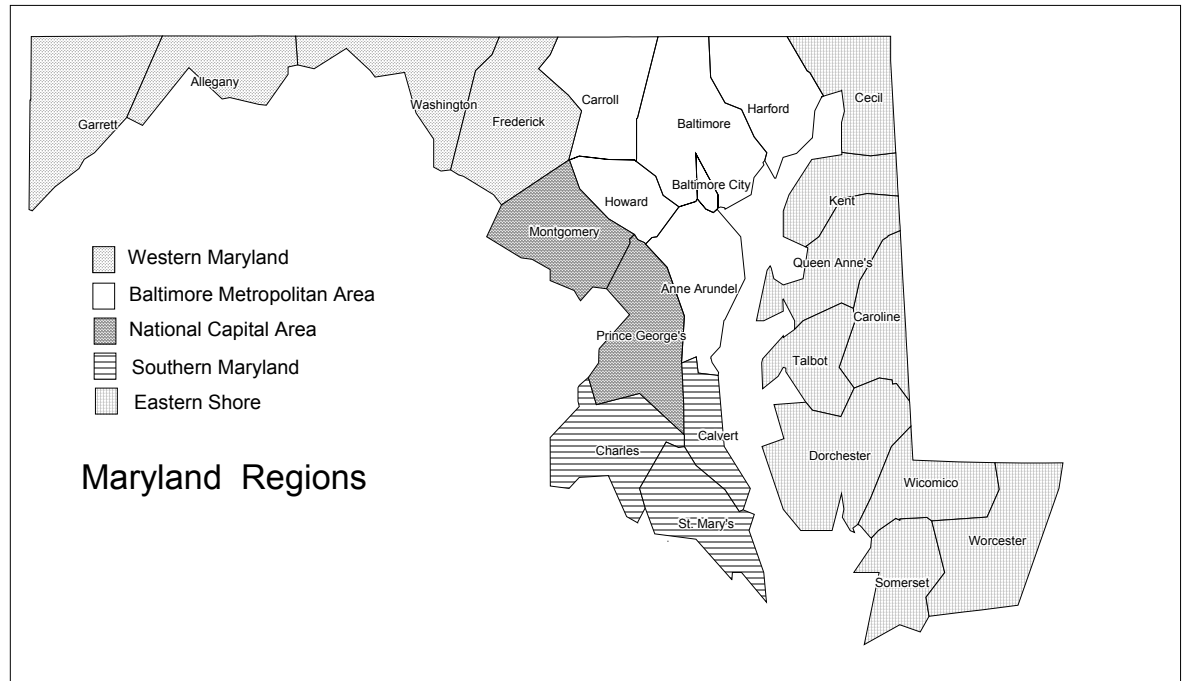 Allegany
Garrett
Washington
Frederick
Carroll
Baltimore
Harford
Cecil
Baltimore City
Howard
Kent
Montgomery
Queen Anne's
Anne Arundel
Prince George's
Caroline
Talbot
Western Maryland
Baltimore Metropolitan Area
National Capital Area
Southern Maryland
Eastern Shore
Maryland Regions
Charles
Calvert
Dorchester
Wicomico
St. Mary's
Worcester
Somerset